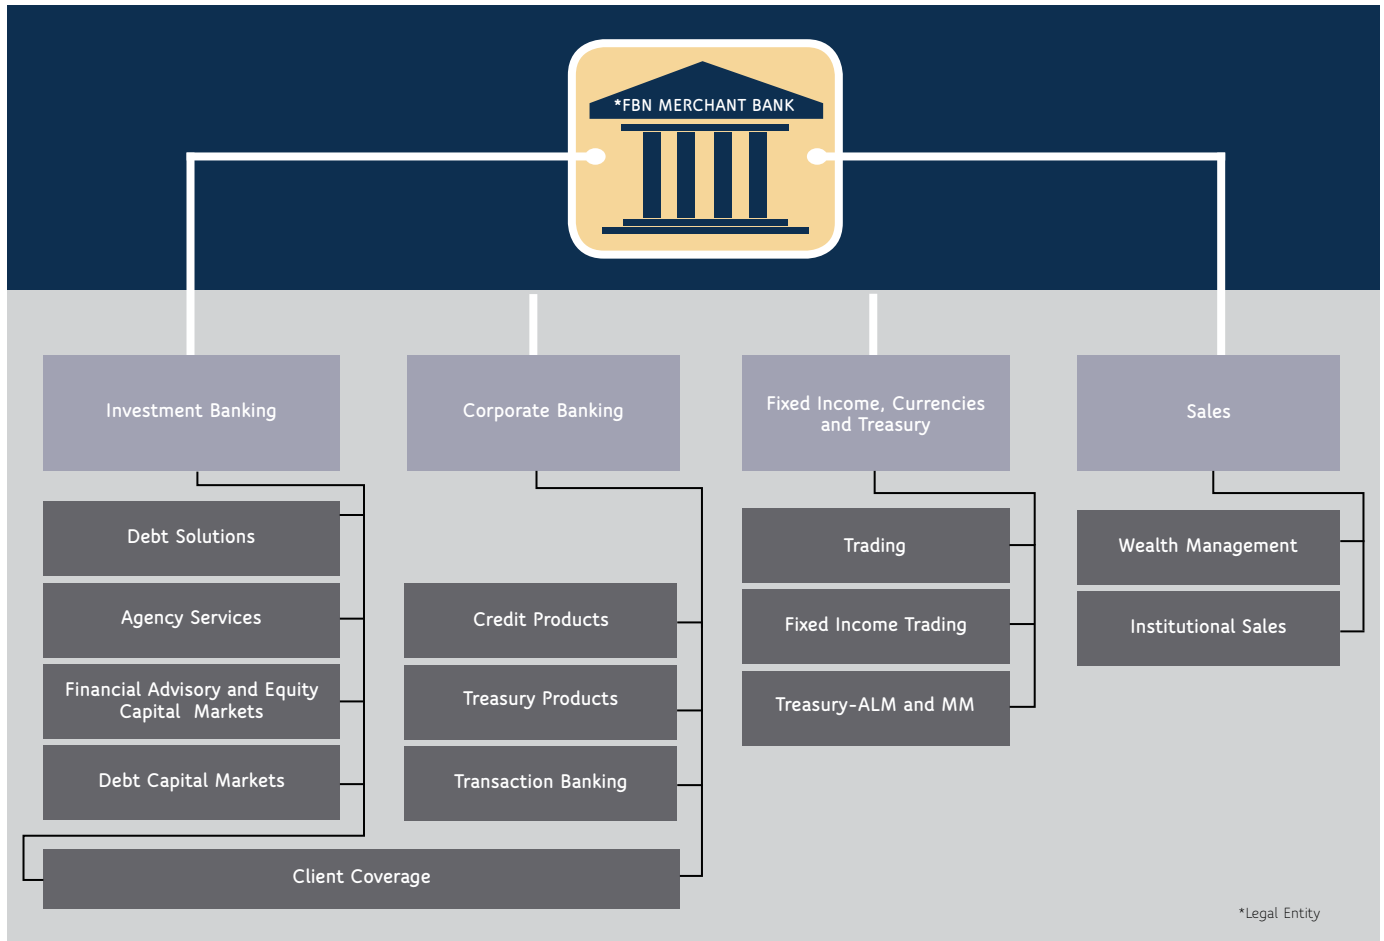 *FBN MERCHANT BANK
Investment Banking
Corporate Banking
Fixed Income, Currencies
and Treasury
Sales
Debt Solutions
Agency Services
Financial Advisory and Equity
Capital Markets
Debt Capital Markets
Credit Products
Treasury Products
Transaction Banking
Client Coverage
Trading
Fixed Income Trading
Treasury-ALM and MM
Wealth Management
Institutional Sales
*Legal Entity